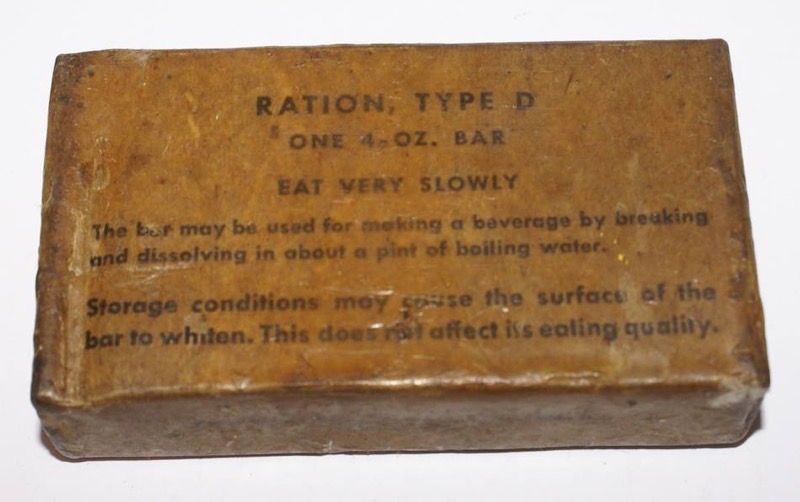 RATION, TYPE D
ONE 4-OZ. BAR
EAT VERY SLOWLY
The bar may be used for making a beverage by breaking
and dissolving in about a pint of boiling water.
Storage conditions may cause the surface of the
bar to whiten. This does not affect its eating quality.